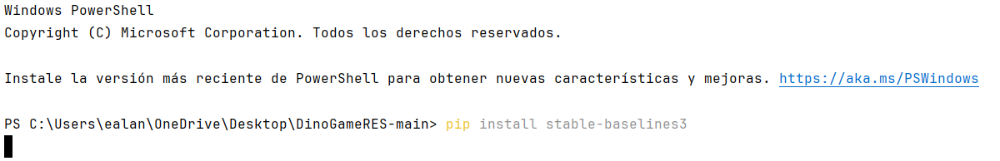 Windows PowerShell
Copyright (C) Microsoft Corporation. Todos los derechos reservados.
Instale la versión más reciente de PowerShell para obtener nuevas características y mejoras. https://aka.ms/PSWindows
PS C:\Users\ealan\OneDrive\Desktop\DinoGameRES-main> pip install stable-baselines3